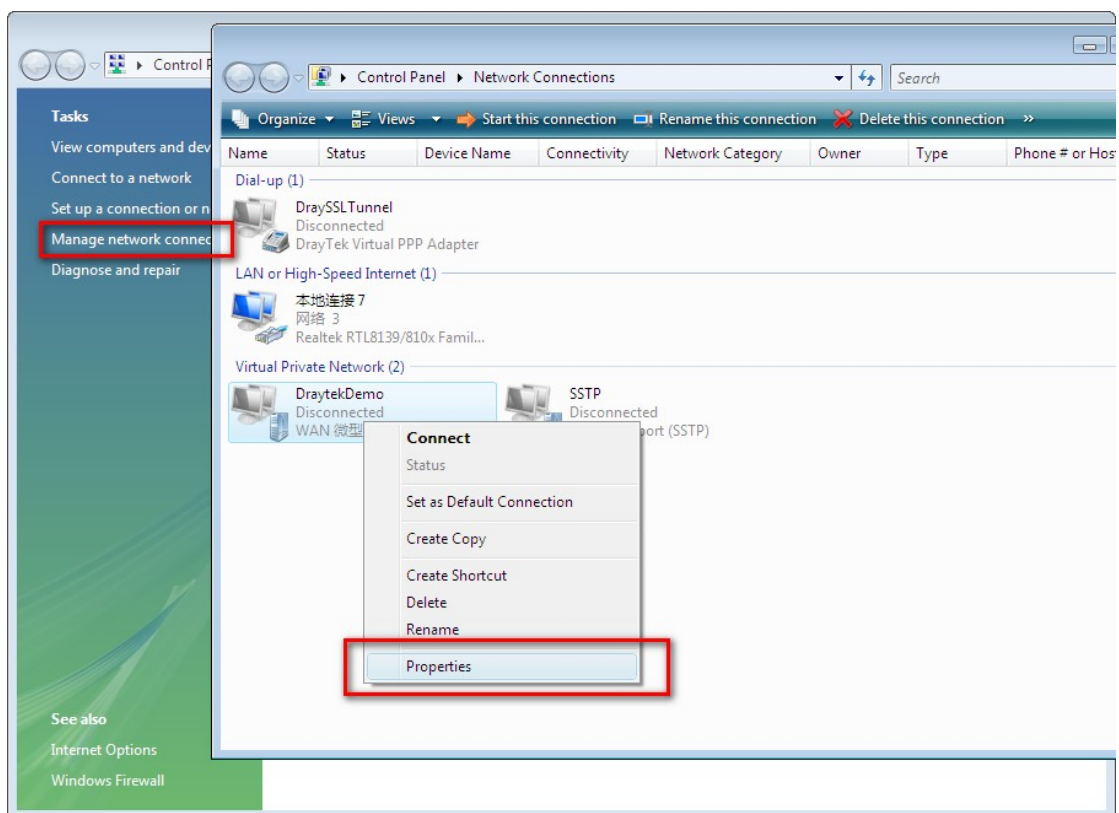 Control P
Tasks
View computers and dev
Connect to a network
Set up a connection or n
Manage network connec
Diagnose and repair
See also
Internet Options
Windows Firewall
Control Panel Network Connections
Search
Organize Views Start this connection Rename this connection Delete this connection »
Name Status Device Name Connectivity Network Category Owner Type Phone # or Hos
Dial-up (1)
DraySSLTunnel
Disconnected
DrayTek Virtual PPP Adapter
LAN or High-Speed Internet (1)
本地连接 7
网络 3
Realtek RTL8139/810x Famil...
Virtual Private Network (2)
DraytekDemo
Disconnected
WAN 微型
SSTP
Disconnected
port (SSTP)
Connect
Status
Set as Default Connection
Create Copy
Create Shortcut
Delete
Rename
Properties